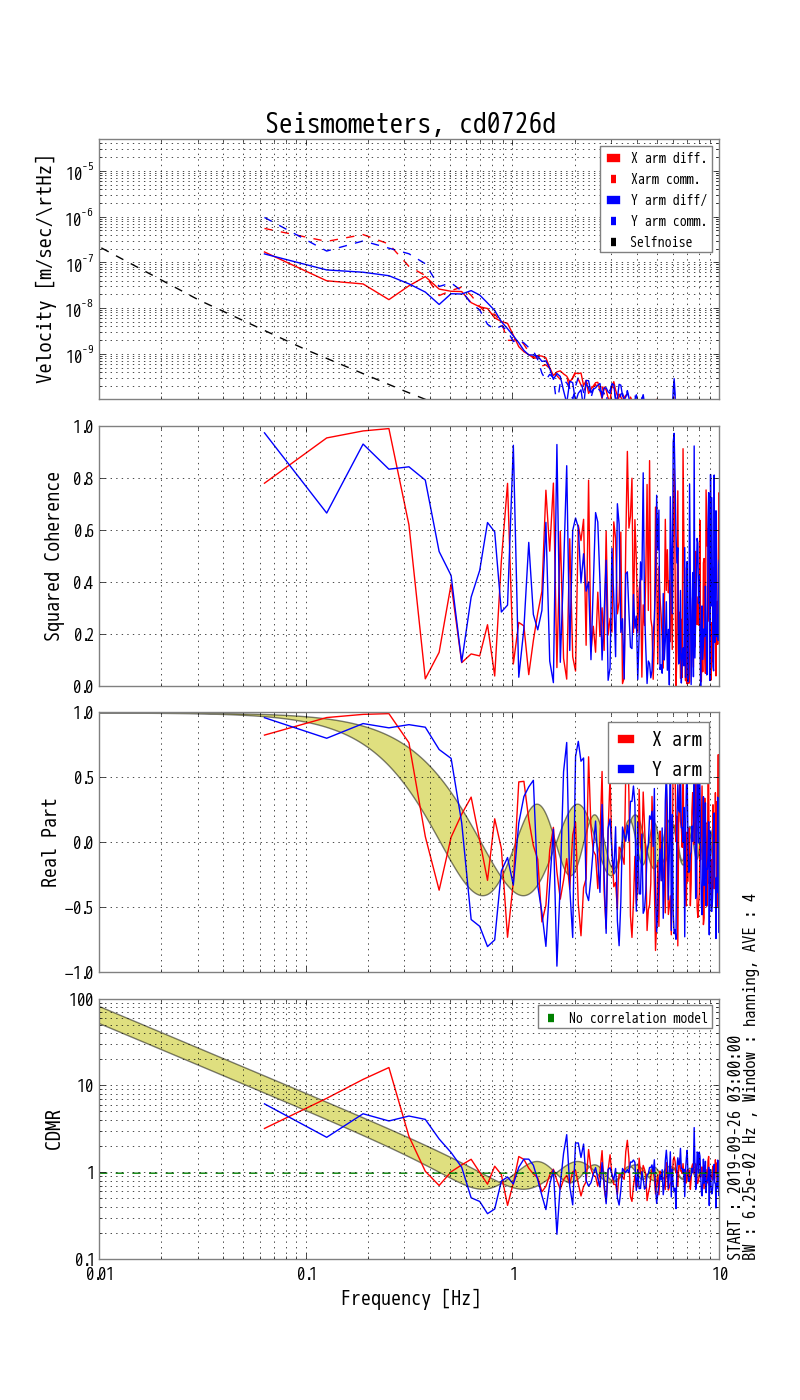 Seismometers, cd0726d
Velocity [m/sec/\rtHz]
10^-5
10^-6
10^-7
10^-8
10^-9
X arm diff.
Xarm comm.
Y arm diff/
Y arm comm.
Selfnoise
Squared Coherence
1.0
0.8
0.6
0.4
0.2
0.0
Real Part
1.0
0.5
0.0
−0.5
−1.0
X arm
Y arm
CDMR
100
10
1
0.1
No correlation model
0.01
0.1
1
10
Frequency [Hz]
START : 2019-09-26 03:00:00
BW : 6.25e-02 Hz , Window : hanning, AVE : 4